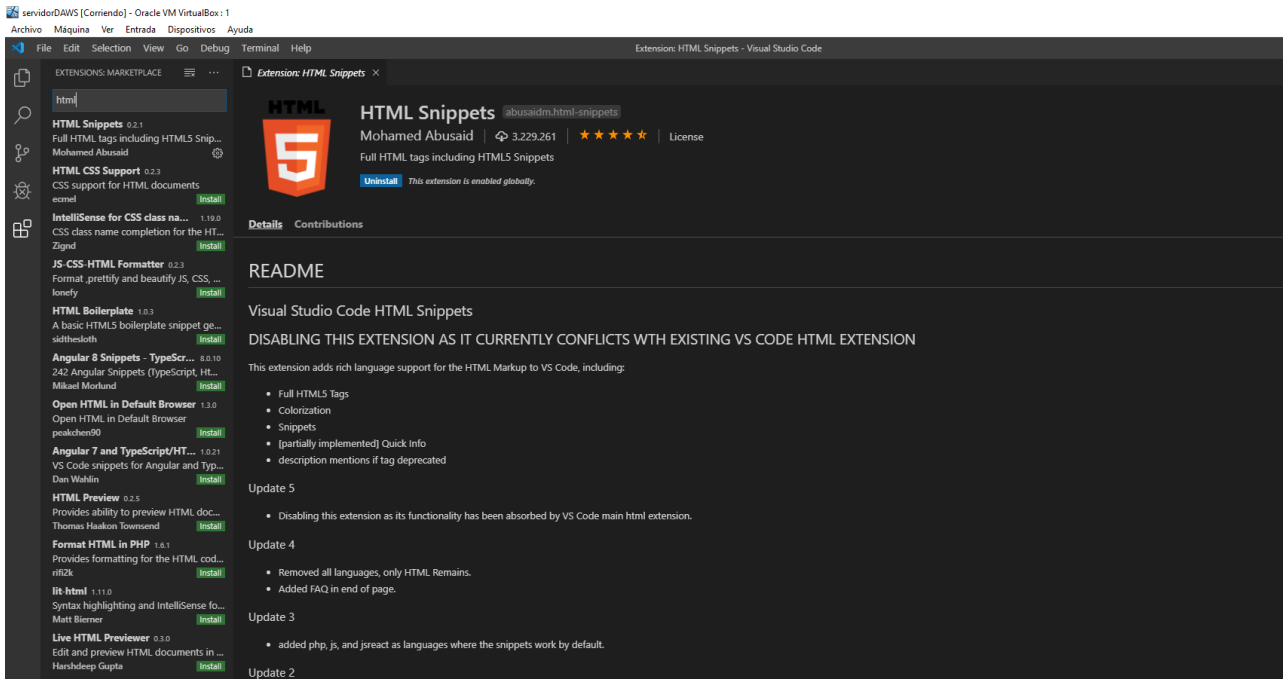 servidorDAWS [Corriendo] - Oracle VM VirtualBox : 1
Archivo Máquina Ver Entrada Dispositivos Ayuda
File Edit Selection View Go Debug Terminal Help
Extension: HTML Snippets - Visual Studio Code
EXTENSIONS: MARKETPLACE
html
HTML Snippets 0.2.1
Full HTML tags including HTML5 Snip...
Mohamed Abusaid
HTML CSS Support 0.2.3
CSS support for HTML documents
ecmel Install
IntelliSense for CSS class na... 1.19.0
CSS class name completion for the HT...
Zignd Install
JS-CSS-HTML Formatter 0.2.3
Format ,prettify and beautify JS, CSS, ...
lonefy Install
HTML Boilerplate 1.0.3
A basic HTML5 boilerplate snippet ge...
sidthesloth Install
Angular 8 Snippets - TypeScr... 8.0.10
242 Angular Snippets (TypeScript, Ht...
Mikael Morlund Install
Open HTML in Default Browser 1.3.0
Open HTML in Default Browser
peakchen90 Install
Angular 7 and TypeScript/HT... 1.0.21
VS Code snippets for Angular and Typ...
Dan Wahlin Install
HTML Preview 0.2.5
Provides ability to preview HTML doc...
Thomas Haakon Townsend Install
Format HTML in PHP 1.6.1
Provides formatting for the HTML cod...
rifi2k Install
lit-html 1.11.0
Syntax highlighting and IntelliSense fo...
Matt Bierner Install
Live HTML Previewer 0.3.0
Edit and preview HTML documents in ...
Harshdeep Gupta Install
Extension: HTML Snippets
HTML
5
HTML Snippets abusaidm.html-snippets
Mohamed Abusaid 3.229.261 License
Full HTML tags including HTML5 Snippets
Uninstall This extension is enabled globally.
Details Contributions
README
Visual Studio Code HTML Snippets
DISABLING THIS EXTENSION AS IT CURRENTLY CONFLICTS WTH EXISTING VS CODE HTML EXTENSION
This extension adds rich language support for the HTML Markup to VS Code, including:
Full HTML5 Tags
Colorization
Snippets
[partially implemented] Quick Info
description mentions if tag deprecated
Update 5
Disabling this extension as its functionality has been absorbed by VS Code main html extension.
Update 4
Removed all languages, only HTML Remains.
Added FAQ in end of page.
Update 3
added php, js, and jsreact as languages where the snippets work by default.
Update 2